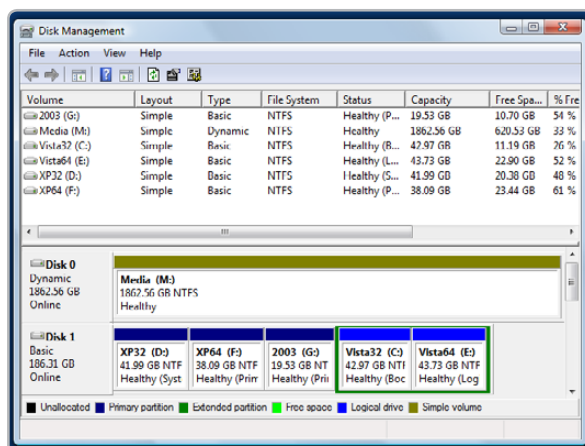 Disk Management
File Action View Help
Volume Layout Type File System Status Capacity Free Spa... % Fre
2003 (G:) Simple Basic NTFS Healthy (P... 19.53 GB 10.70 GB 54 %
Media (M:) Simple Dynamic NTFS Healthy 1862.56 GB 620.53 GB 33 %
Vista32 (C:) Simple Basic NTFS Healthy (B... 42.97 GB 11.19 GB 26 %
Vista64 (E:) Simple Basic NTFS Healthy (L... 43.73 GB 22.90 GB 52 %
XP32 (D:) Simple Basic NTFS Healthy (S... 41.99 GB 20.38 GB 48 %
XP64 (F:) Simple Basic NTFS Healthy (P... 38.09 GB 23.44 GB 61 %
Disk 0
Dynamic
1862.56 GB
Online
Media (M:)
1862.56 GB NTFS
Healthy
Disk 1
Basic
186.31 GB
Online
XP32 (D:)
41.99 GB NTF
Healthy (Syst
XP64 (F:)
38.09 GB NTF
Healthy (Prim
2003 (G:)
19.53 GB NT
Healthy (Pri
Vista32 (C:)
42.97 GB NTF
Healthy (Boo
Vista64 (E:)
43.73 GB NTF
Healthy (Log
Unallocated Primary partition Extended partition Free space Logical drive Simple volume